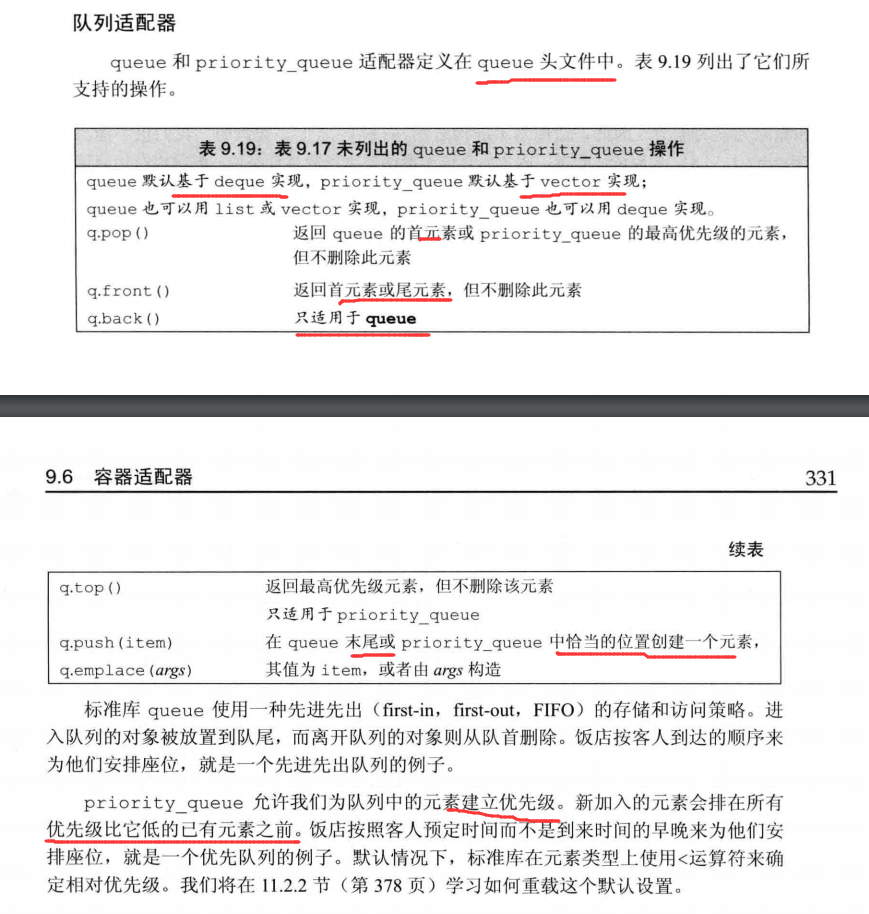 队列适配器
queue 和 priority_queue 适配器定义在 queue 头文件中。表 9.19 列出了它们所
支持的操作。
表 9.19：表 9.17 未列出的 queue 和 priority_queue 操作
queue 默认基于 deque 实现，priority_queue 默认基于 vector 实现；
queue 也可以用 list 或 vector 实现，priority_queue 也可以用 deque 实现。
q.pop() 返回 queue 的首元素或 priority_queue 的最高优先级的元素，
但不删除此元素
q.front() 返回首元素或尾元素，但不删除此元素
q.back() 只适用于 queue
9.6 容器适配器 331
续表
q.top() 返回最高优先级元素，但不删除该元素
只适用于 priority_queue
q.push(item) 在 queue 末尾或 priority_queue 中恰当的位置创建一个元素，
q.emplace(args) 其值为 item，或者由 args 构造
标准库 queue 使用一种先进先出（first-in，first-out，FIFO）的存储和访问策略。进
入队列的对象被放置到队尾，而离开队列的对象则从队首删除。饭店按客人到达的顺序来
为他们安排座位，就是一个先进先出队列的例子。
priority_queue 允许我们为队列中的元素建立优先级。新加入的元素会排在所有
优先级比它低的已有元素之前。饭店按照客人预定时间而不是到来时间的早晚来为他们安
排座位，就是一个优先队列的例子。默认情况下，标准库在元素类型上使用<运算符来确
定相对优先级。我们将在 11.2.2 节（第 378 页）学习如何重载这个默认设置。